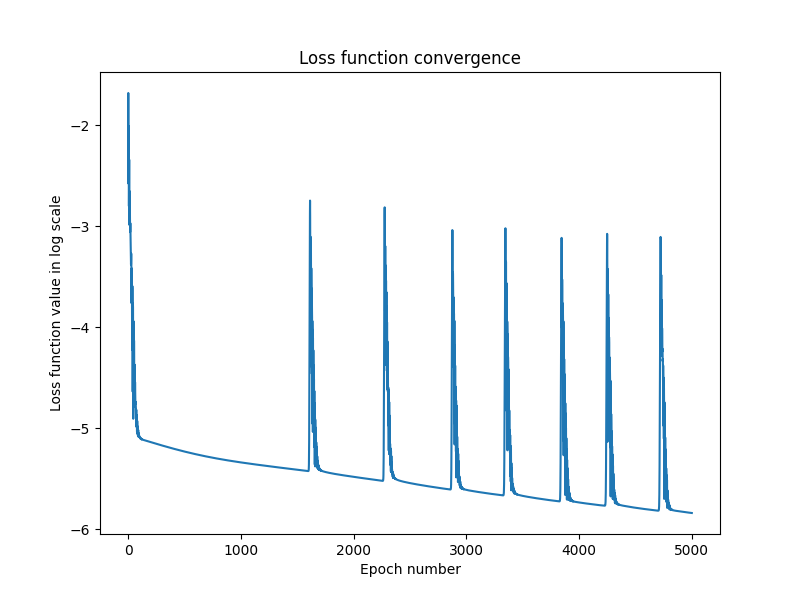 Loss function convergence
Loss function value in log scale
−2
−3
−4
−5
−6
0 1000 2000 3000 4000 5000
Epoch number